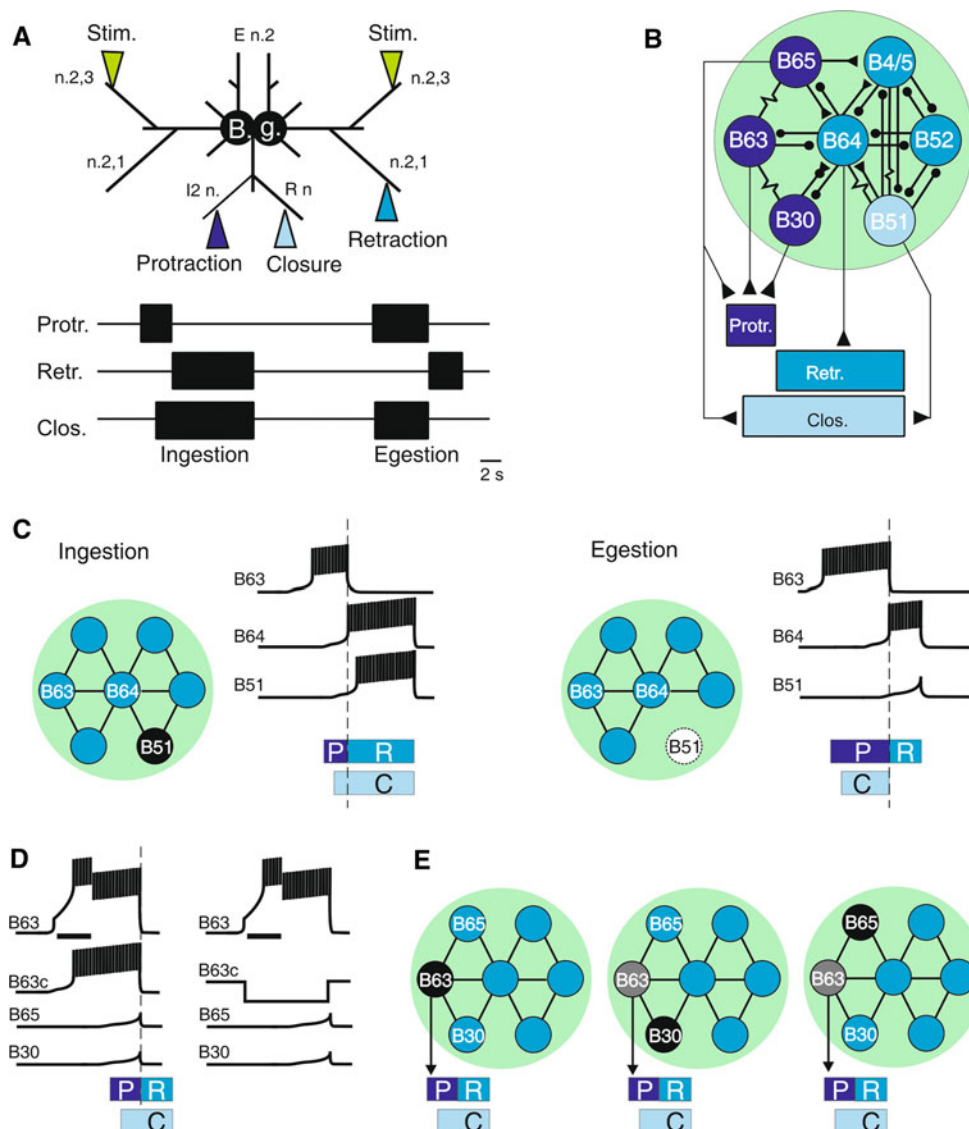 A
Stim.
E n.2
Stim.
n.2,3
n.2,3
B. g.
n.2,1
n.2,1
I2 n.
R n
Protraction
Closure
Retraction
Protr.
Retr.
Clos.
Ingestion
Egestion
2 s
B
B65
B4/5
B63
B64
B52
B30
B51
Protr.
Retr.
Clos.
C
Ingestion
B63
B64
B51
B63
B64
B51
P R
C
Egestion
B63
B64
B51
B63
B64
B51
P R
C
D
B63
B63c
B65
B30
P R
C
B63
B63c
B65
B30
E
B65
B63
B30
P R
C
B65
B63
B30
P R
C
B65
B63
B30
P R
C